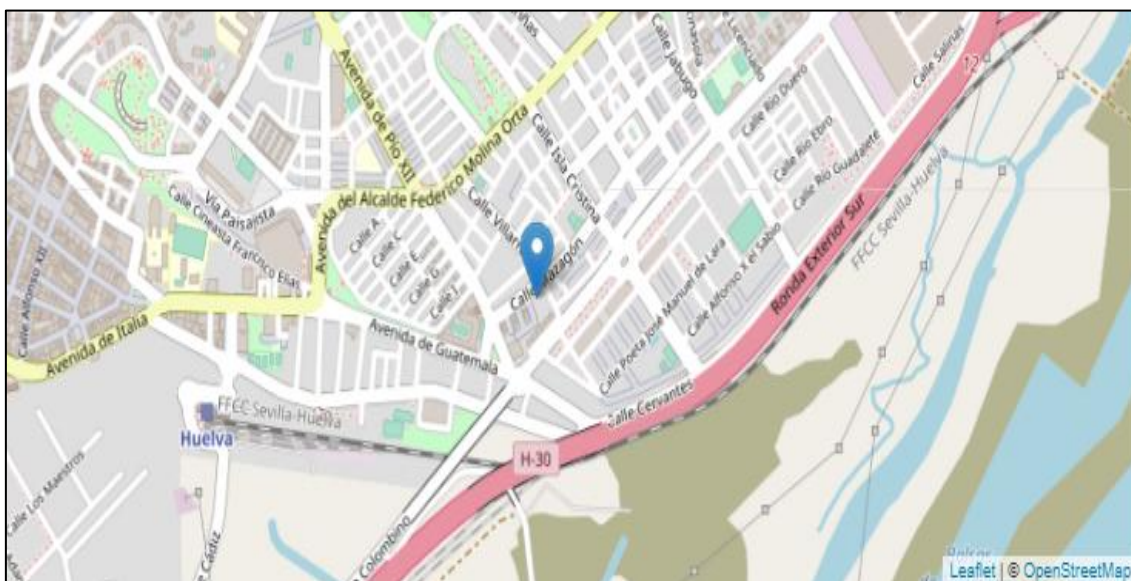 Avenida de Pío XII
Calle Jabugo
Calle Salinas
12
Calle Río Duero
Calle Río Ebro
Calle Río Guadalete
FFCC Sevilla-Huelva
Avenida del Alcalde Federico Molina Orta
Calle Isla Cristina
Vía Paisajista
Calle Cineasta Francisco Elías
Calle A
Calle C
Calle E
Calle G
Calle J
Calle
Calle
Calle Poeta José Manuel de Lara
Calle Alfonso X el Sabio
Ronda Exterior Sur
Calle Alfonso XII
Avenida de Italia
Avenida de Guatemala
Calle Cervantes
FFCC Sevilla-Huelva
Huelva
H-30
Calle Los Maestros
Cádiz
Colombino
Leaflet | © OpenStreetMap